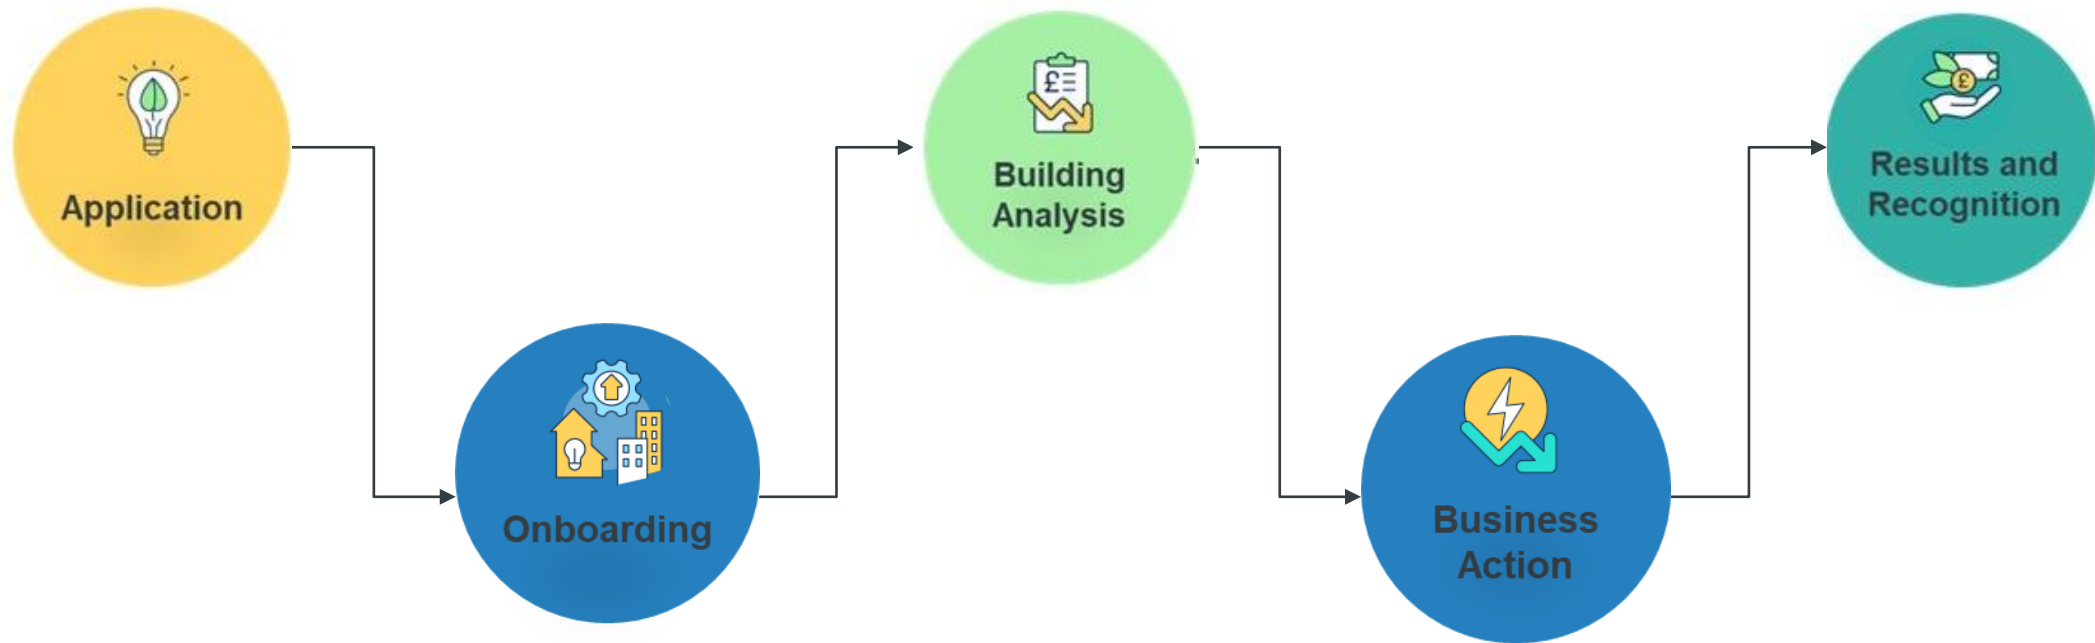 Application
Onboarding
£
Building
Analysis
Business
Action
£
Results and
Recognition